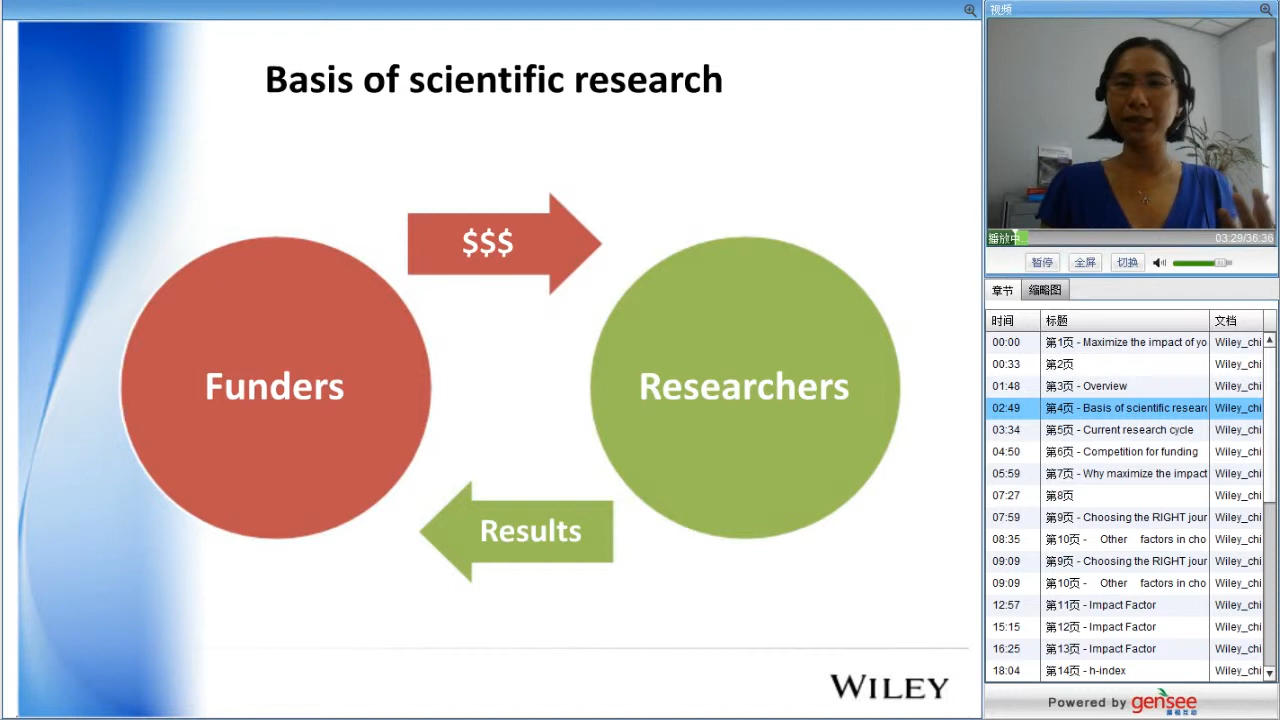 Basis of scientific research
$$$
Funders
Researchers
Results
WILEY
视频
播放中
03:29/36:36
暂停
全屏
切换
章节
缩略图
时间 标题 文档
00:00 第1页 - Maximize the impact of yo Wiley_chi
00:33 第2页 Wiley_chi
01:48 第3页 - Overview Wiley_chi
02:49 第4页 - Basis of scientific researc Wiley_chi
03:34 第5页 - Current research cycle Wiley_chi
04:50 第6页 - Competition for funding Wiley_chi
05:59 第7页 - Why maximize the impact Wiley_chi
07:27 第8页 Wiley_chi
07:59 第9页 - Choosing the RIGHT jour Wiley_chi
08:35 第10页 - Other factors in cho Wiley_chi
09:09 第9页 - Choosing the RIGHT jour Wiley_chi
09:09 第10页 - Other factors in cho Wiley_chi
12:57 第11页 - Impact Factor Wiley_chi
15:15 第12页 - Impact Factor Wiley_chi
16:25 第13页 - Impact Factor Wiley_chi
18:04 第14页 - h-index Wiley_chi
Powered by gensee
展视互动